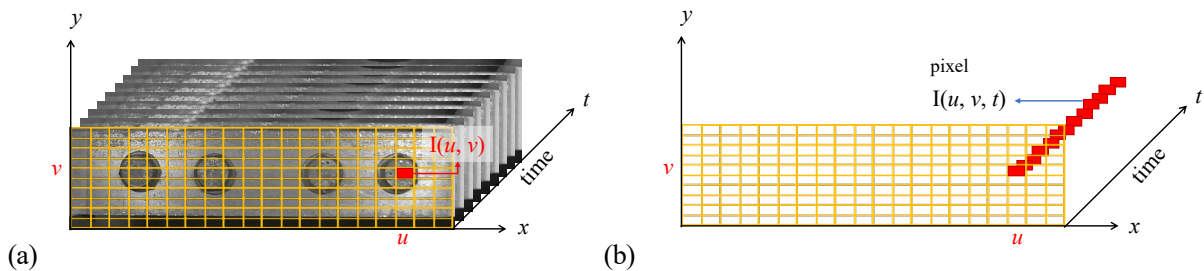 y
t
I(u, v)
v
time
x
u
(a)
y
pixel
I(u, v, t)
t
v
time
x
u
(b)